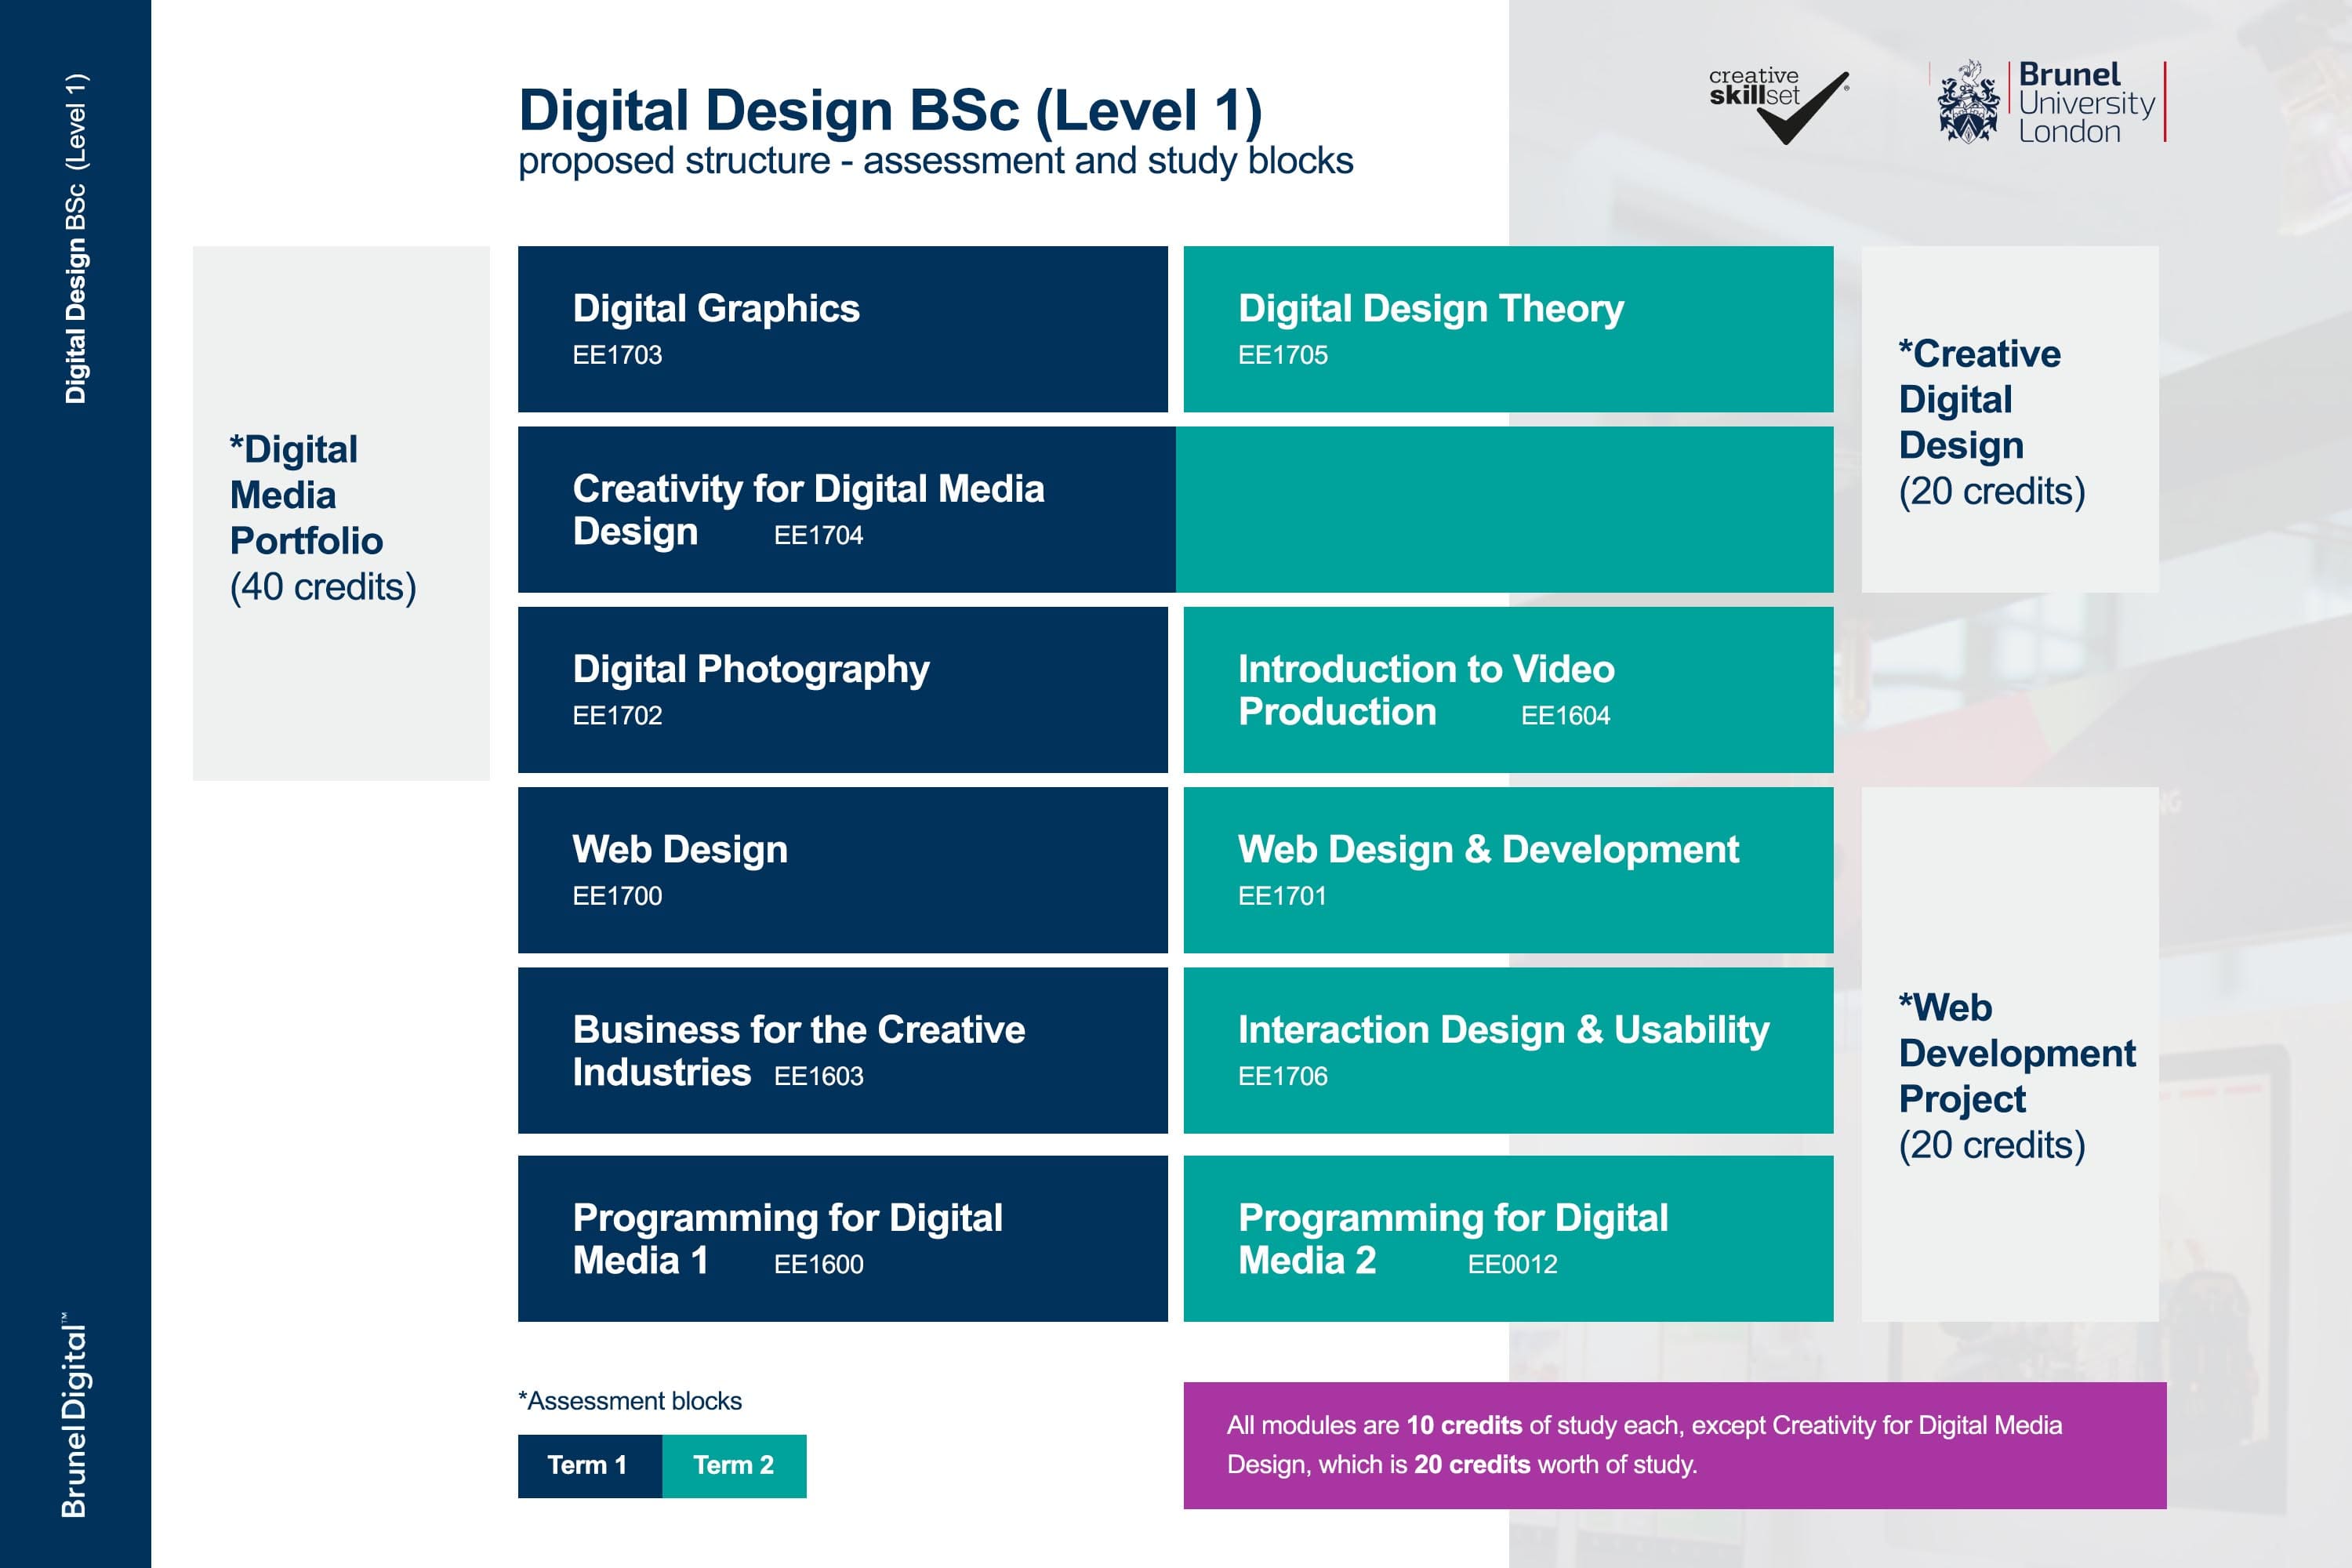 Digital Design BSc (Level 1)
BrunelDigital™
Digital Design BSc (Level 1)
proposed structure - assessment and study blocks
creative
skillset
®
Brunel
University
London
*Digital
Media
Portfolio
(40 credits)
Digital Graphics
EE1703
Digital Design Theory
EE1705
*Creative
Digital
Design
(20 credits)
Creativity for Digital Media
Design EE1704
Digital Photography
EE1702
Introduction to Video
Production EE1604
Web Design
EE1700
Web Design & Development
EE1701
Business for the Creative
Industries EE1603
Interaction Design & Usability
EE1706
*Web
Development
Project
(20 credits)
Programming for Digital
Media 1 EE1600
Programming for Digital
Media 2 EE0012
*Assessment blocks
Term 1 Term 2
All modules are 10 credits of study each, except Creativity for Digital Media
Design, which is 20 credits worth of study.